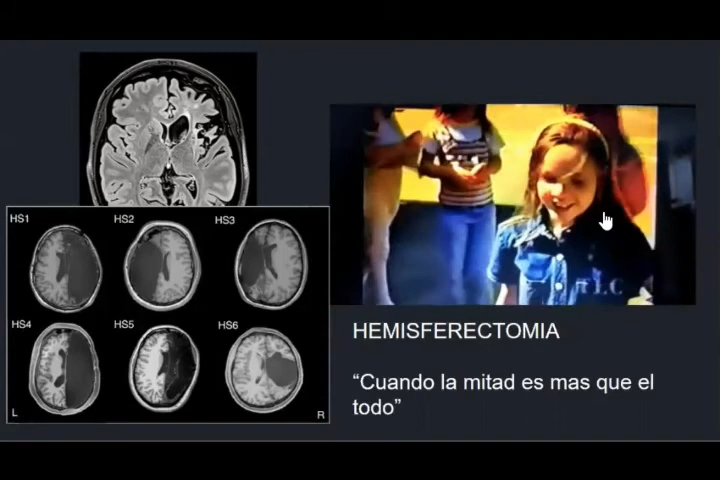 HS1 HS2 HS3
HS4 HS5 HS6
L R
HEMISFERECTOMIA
“Cuando la mitad es mas que el
todo”